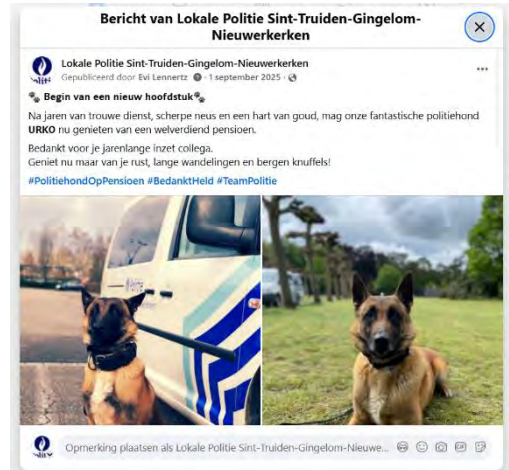 Bericht van Lokale Politie Sint-Truiden-Gingelom-
Nieuwerkerken
Lokale Politie Sint-Truiden-Gingelom-Nieuwerkerken
Gepubliceerd door Evi Lennertz · 1 september 2025 ·
🐾 Begin van een nieuw hoofdstuk🐾
Na jaren van trouwe dienst, scherpe neus en een hart van goud, mag onze fantastische politiehond
URKO nu genieten van een welverdiend pensioen.
Bedankt voor je jarenlange inzet collega.
Geniet nu maar van je rust, lange wandelingen en bergen knuffels!
#PolitiehondOpPensioen #BedanktHeld #TeamPolitie
Opmerking plaatsen als Lokale Politie Sint-Truiden-Gingelom-Nieuwe...